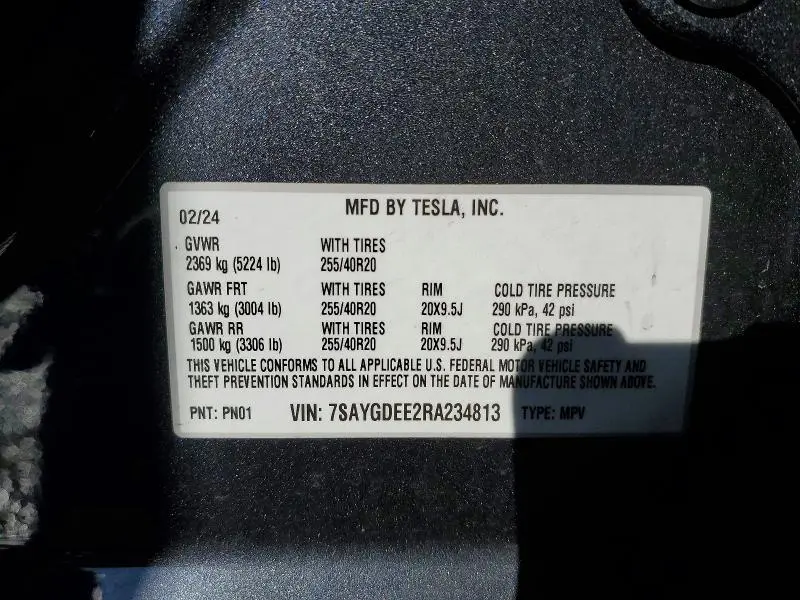 02/24 MFD BY TESLA, INC.
GVWR WITH TIRES
2369 kg (5224 lb) 255/40R20
GAWR FRT WITH TIRES RIM COLD TIRE PRESSURE
1363 kg (3004 lb) 255/40R20 20X9.5J 290 kPa, 42 psi
GAWR RR WITH TIRES RIM COLD TIRE PRESSURE
1500 kg (3306 lb) 255/40R20 20X9.5J 290 kPa, 42 psi
THIS VEHICLE CONFORMS TO ALL APPLICABLE U.S. FEDERAL MOTOR VEHICLE SAFETY AND
THEFT PREVENTION STANDARDS IN EFFECT ON THE DATE OF MANUFACTURE SHOWN ABOVE.
PNT: PN01 VIN: 7SAYGDEE2RA234813 TYPE: MPV